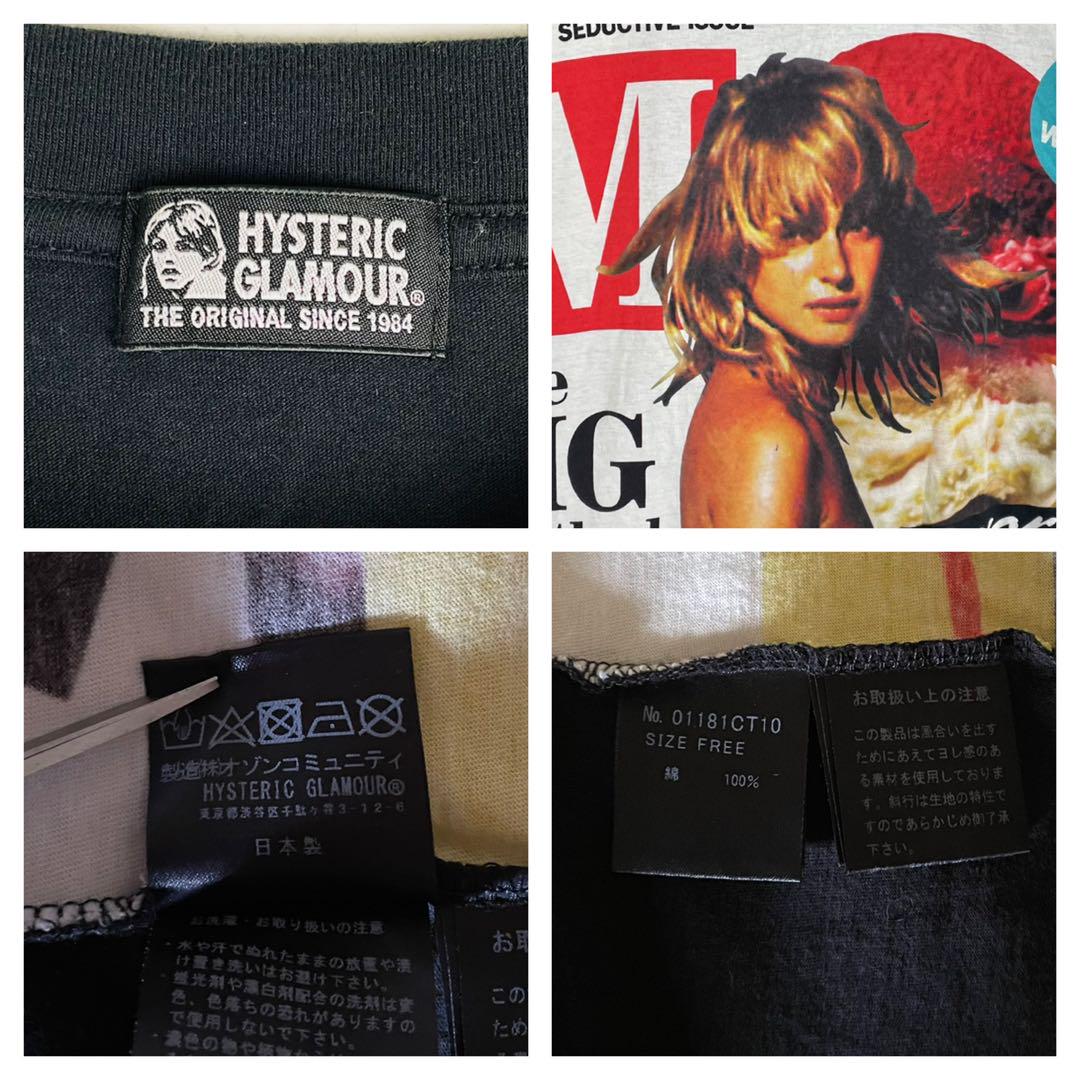 HYSTERIC
GLAMOUR®
THE ORIGINAL SINCE 1984
SEDUCTIVE ISSUE
M
W
e
IG
製造 株)オゾンコミュニティ
HYSTERIC GLAMOUR®
東京都渋谷区千駄ヶ谷3-12-6
日本製
お洗濯・お取り扱いの注意
・水や汗でぬれたままの放置や漬
け置き洗いはお避け下さい。
・蛍光剤や漂白剤配合の洗剤は変
色、色落ちの恐れがありますの
で使用しないで下さい。
・濃色の物や
お取
この
ため
No. 01181CT10
SIZE FREE
綿 100%
お取扱い上の注意
この製品は風合いを出す
ためにあえてヨレ感のあ
る素材を使用しておりま
す。斜行は生地の特性で
すのであらかじめ御了承
下さい。